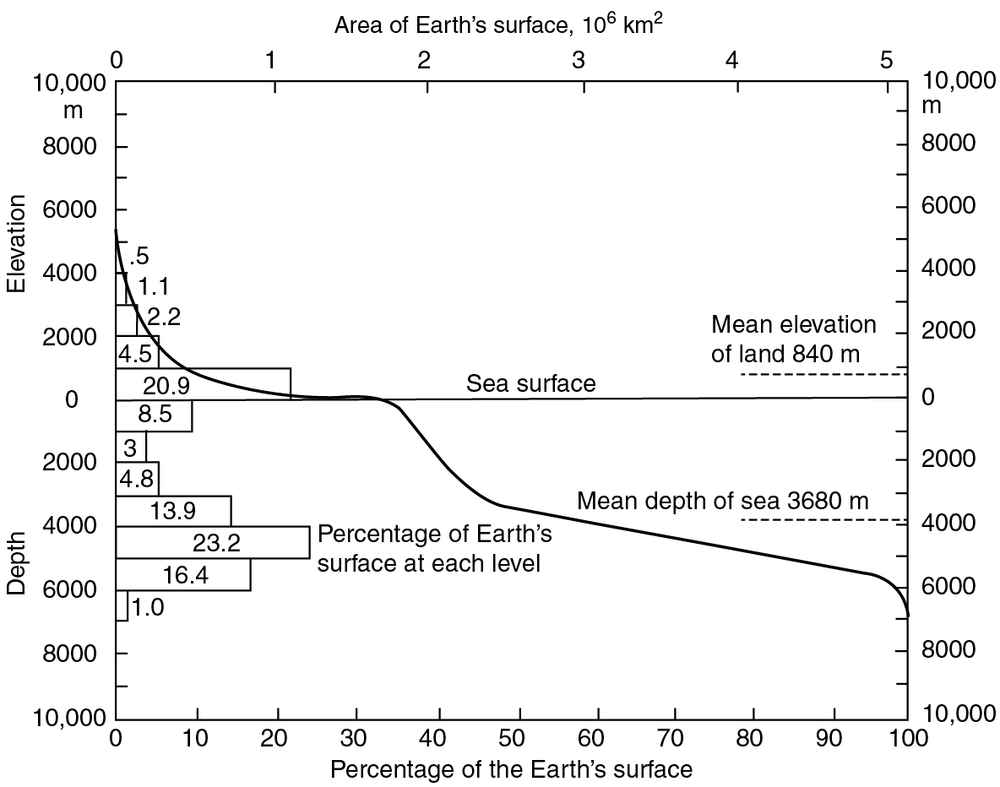 Area of Earth’s surface, 10⁶ km²
0 1 2 3 4 5
10,000 10,000
m m
8000 8000
6000 6000
Elevation
.5
4000 4000
1.1
2.2
Mean elevation
2000 2000
4.5 of land 840 m
20.9 Sea surface
0 0
8.5
3
2000 2000
4.8
13.9 Mean depth of sea 3680 m
4000 4000
23.2 Percentage of Earth’s
surface at each level
Depth
16.4
6000 6000
1.0
8000 8000
10,000 10,000
0 10 20 30 40 50 60 70 80 90 100
Percentage of the Earth’s surface